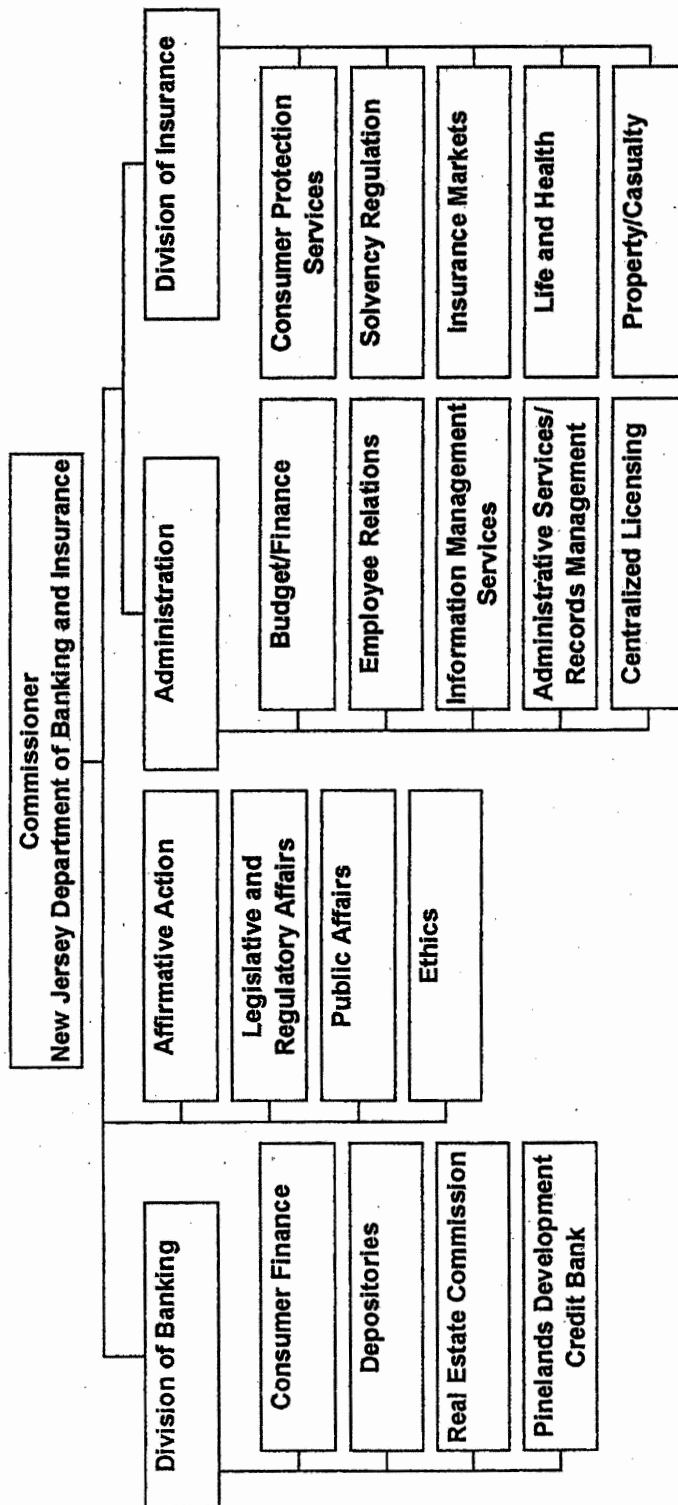 Commissioner
New Jersey Department of Banking and Insurance
Division of Banking
Consumer Finance
Depositories
Real Estate Commission
Pinelands Development
Credit Bank
Affirmative Action
Legislative and
Regulatory Affairs
Public Affairs
Ethics
Administration
Budget/Finance
Employee Relations
Information Management
Services
Administrative Services/
Records Management
Centralized Licensing
Division of Insurance
Consumer Protection
Services
Solvency Regulation
Insurance Markets
Life and Health
Property/Casualty